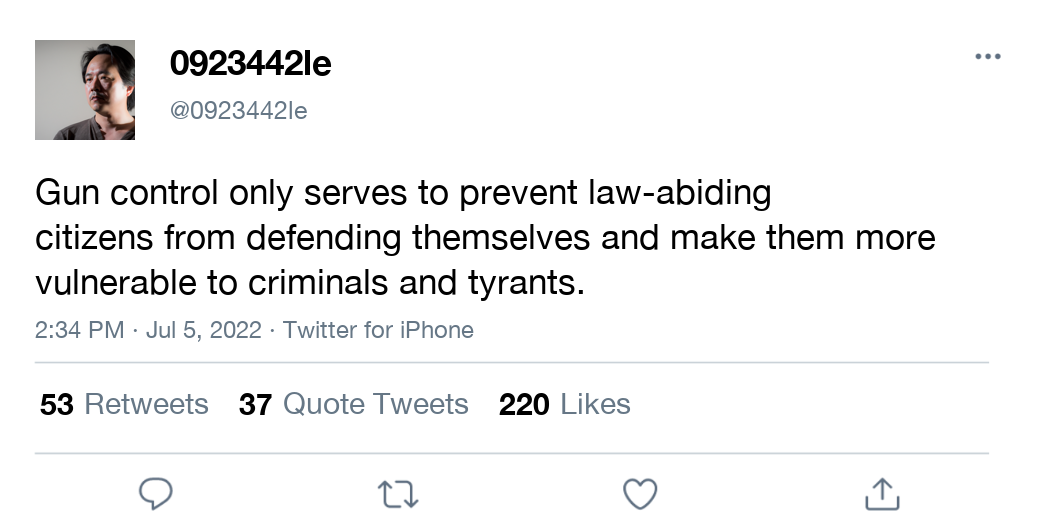 0923442le
@0923442le
Gun control only serves to prevent law-abiding
citizens from defending themselves and make them more
vulnerable to criminals and tyrants.
2:34 PM · Jul 5, 2022 · Twitter for iPhone
53 Retweets 37 Quote Tweets 220 Likes